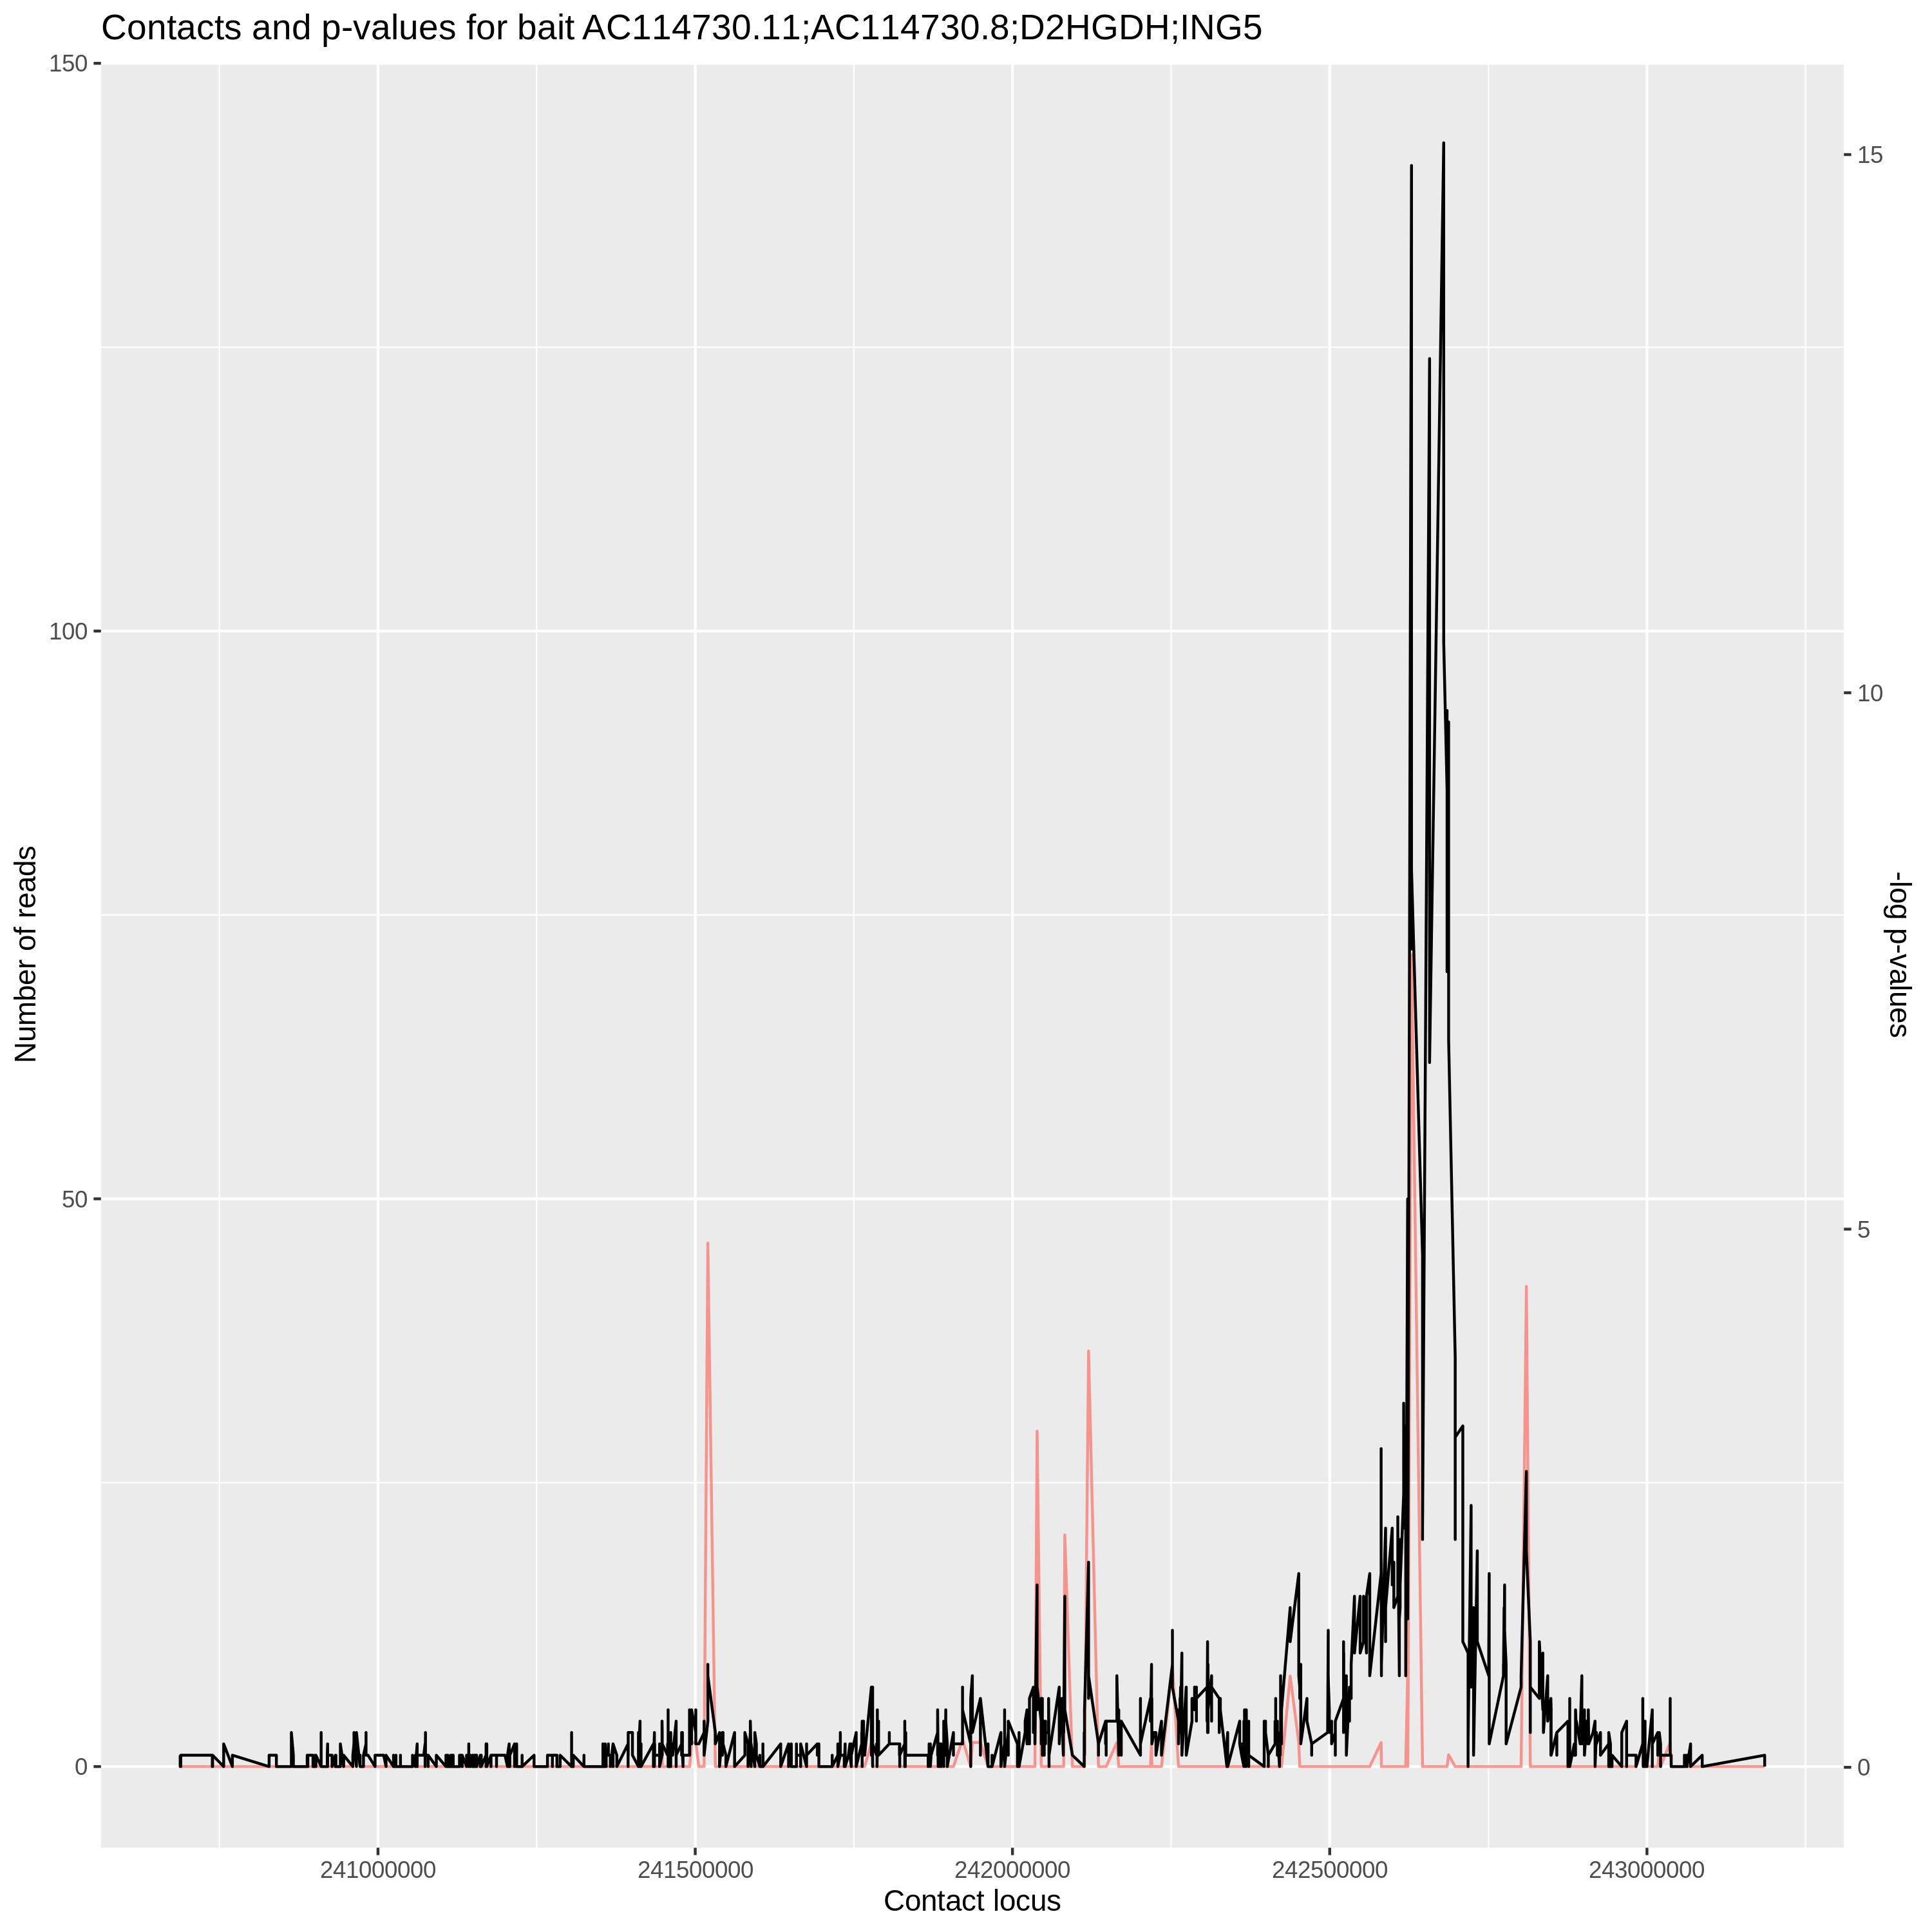 Contacts and p-values for bait AC114730.11;AC114730.8;D2HGDH;ING5
150
100
50
0
Number of reads
15
10
5
0
-log p-values
241000000 241500000 242000000 242500000 243000000
Contact locus